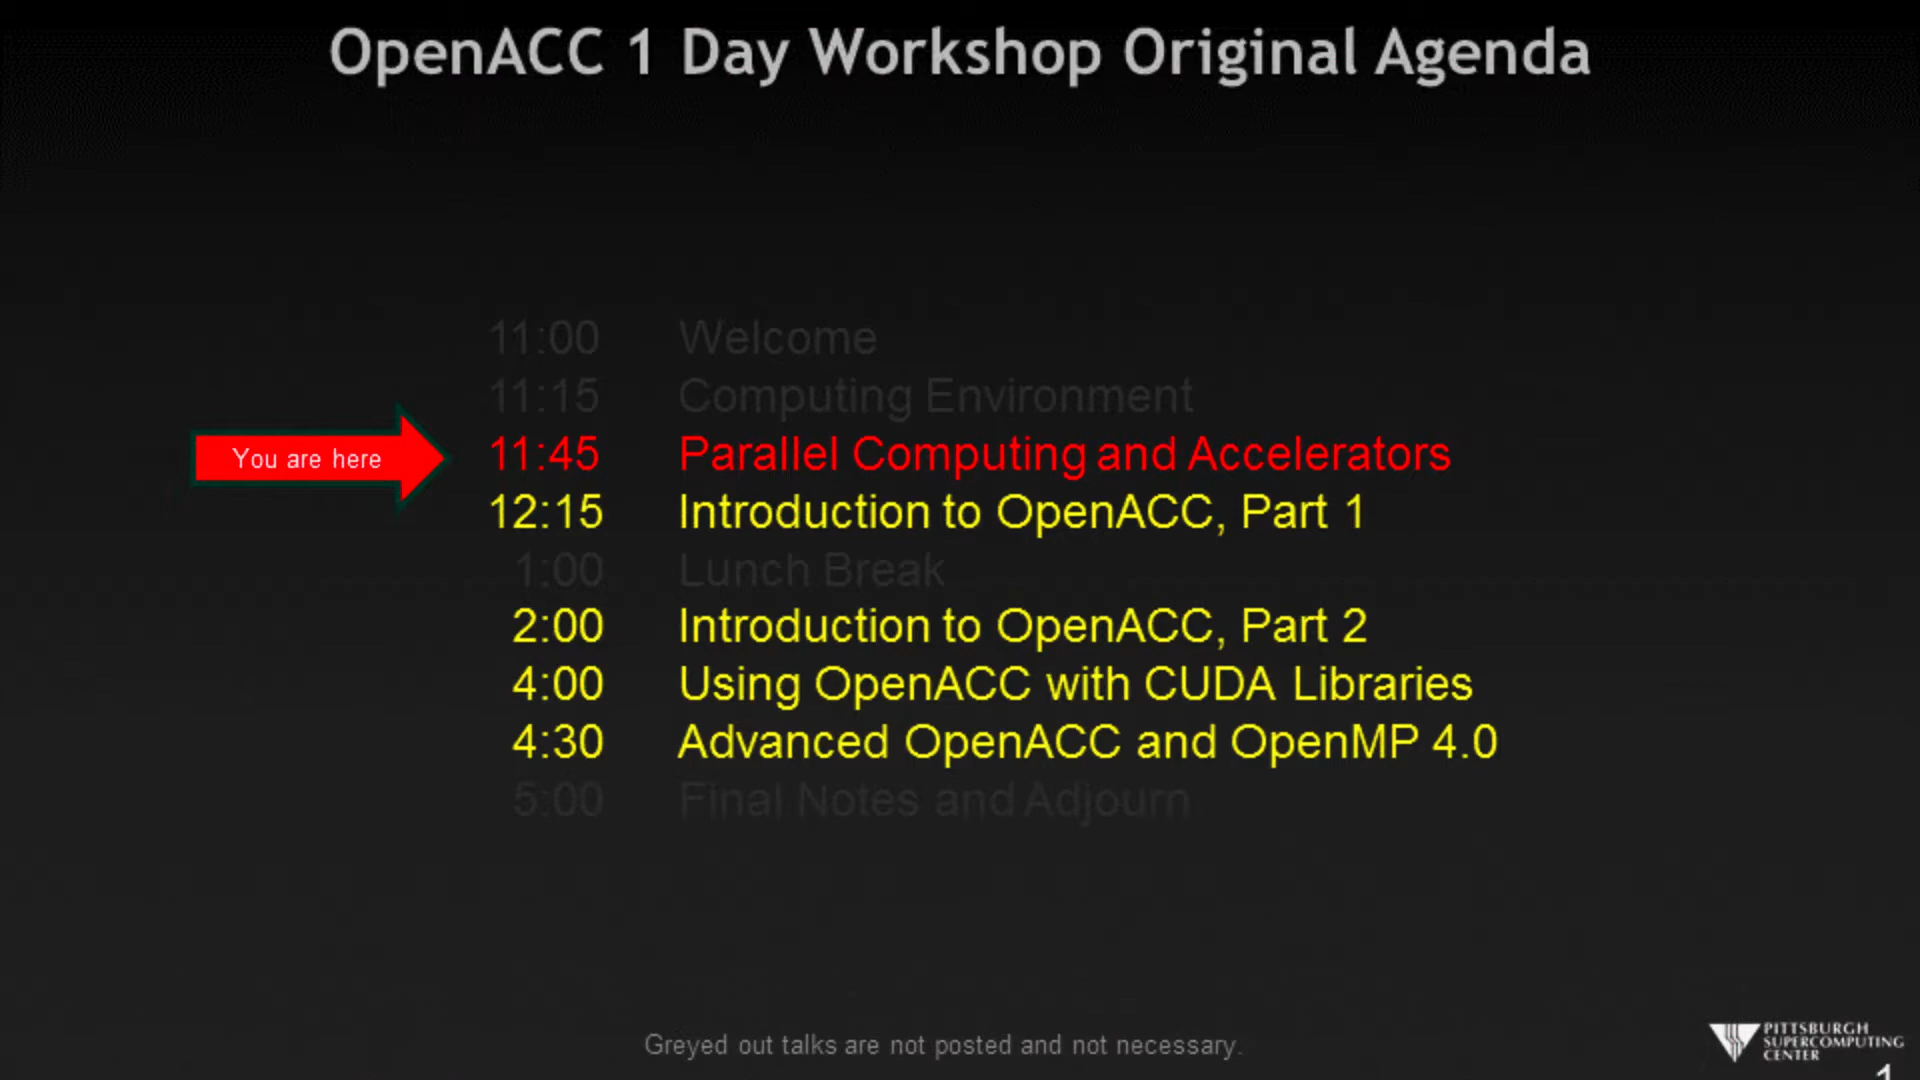 OpenACC 1 Day Workshop Original Agenda
11:00 Welcome
11:15 Computing Environment
You are here 11:45 Parallel Computing and Accelerators
12:15 Introduction to OpenACC, Part 1
1:00 Lunch Break
2:00 Introduction to OpenACC, Part 2
4:00 Using OpenACC with CUDA Libraries
4:30 Advanced OpenACC and OpenMP 4.0
5:00 Final Notes and Adjourn
Greyed out talks are not posted and not necessary.
PITTSBURGH
SUPERCOMPUTING
CENTER
1